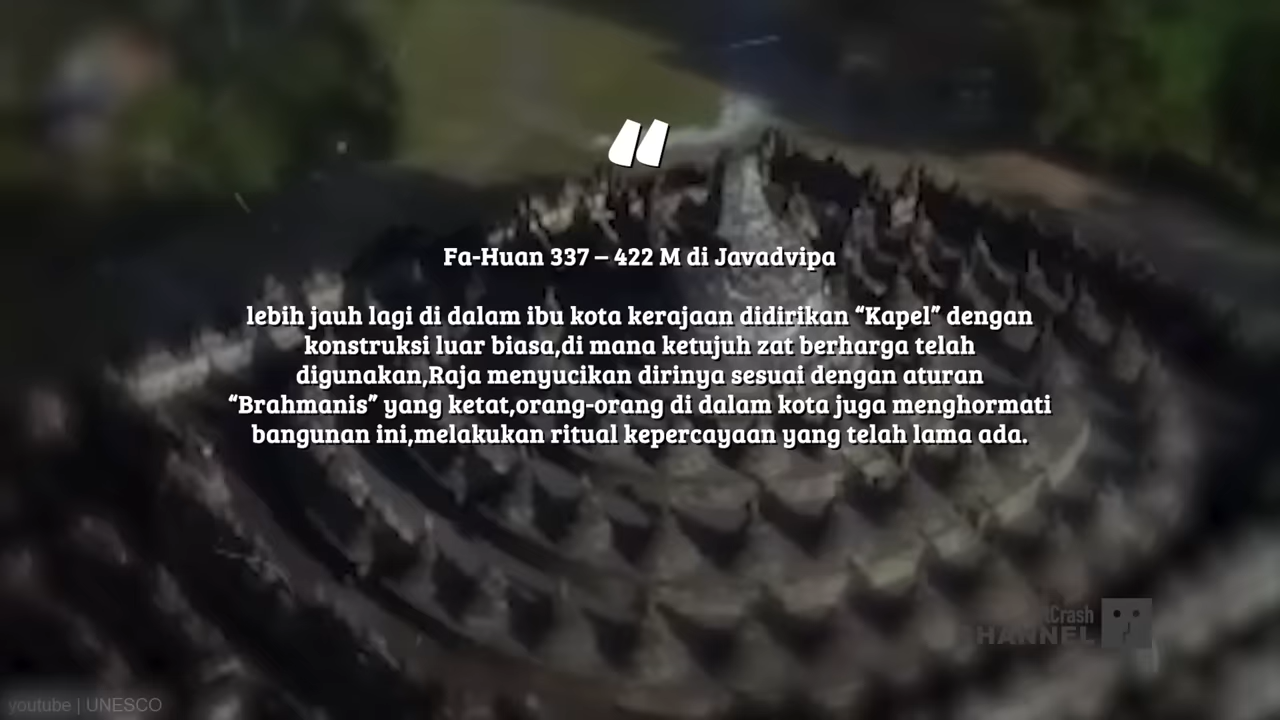 “
Fa-Huan 337 – 422 M di Javadvipa
lebih jauh lagi di dalam ibu kota kerajaan didirikan “Kapel” dengan
konstruksi luar biasa,di mana ketujuh zat berharga telah
digunakan,Raja menyucikan dirinya sesuai dengan aturan
“Brahmanis” yang ketat,orang-orang di dalam kota juga menghormati
bangunan ini,melakukan ritual kepercayaan yang telah lama ada.
CHANNEL
youtube | UNESCO